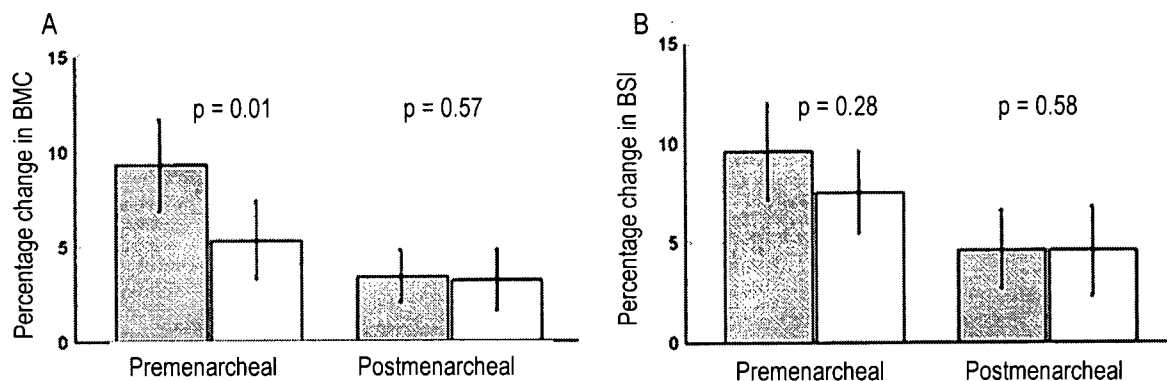 A
Percentage change in BMC
15
10
5
0
p = 0.01
p = 0.57
Premenarcheal
Postmenarcheal
B
Percentage change in BSI
15
10
5
0
p = 0.28
p = 0.58
Premenarcheal
Postmenarcheal